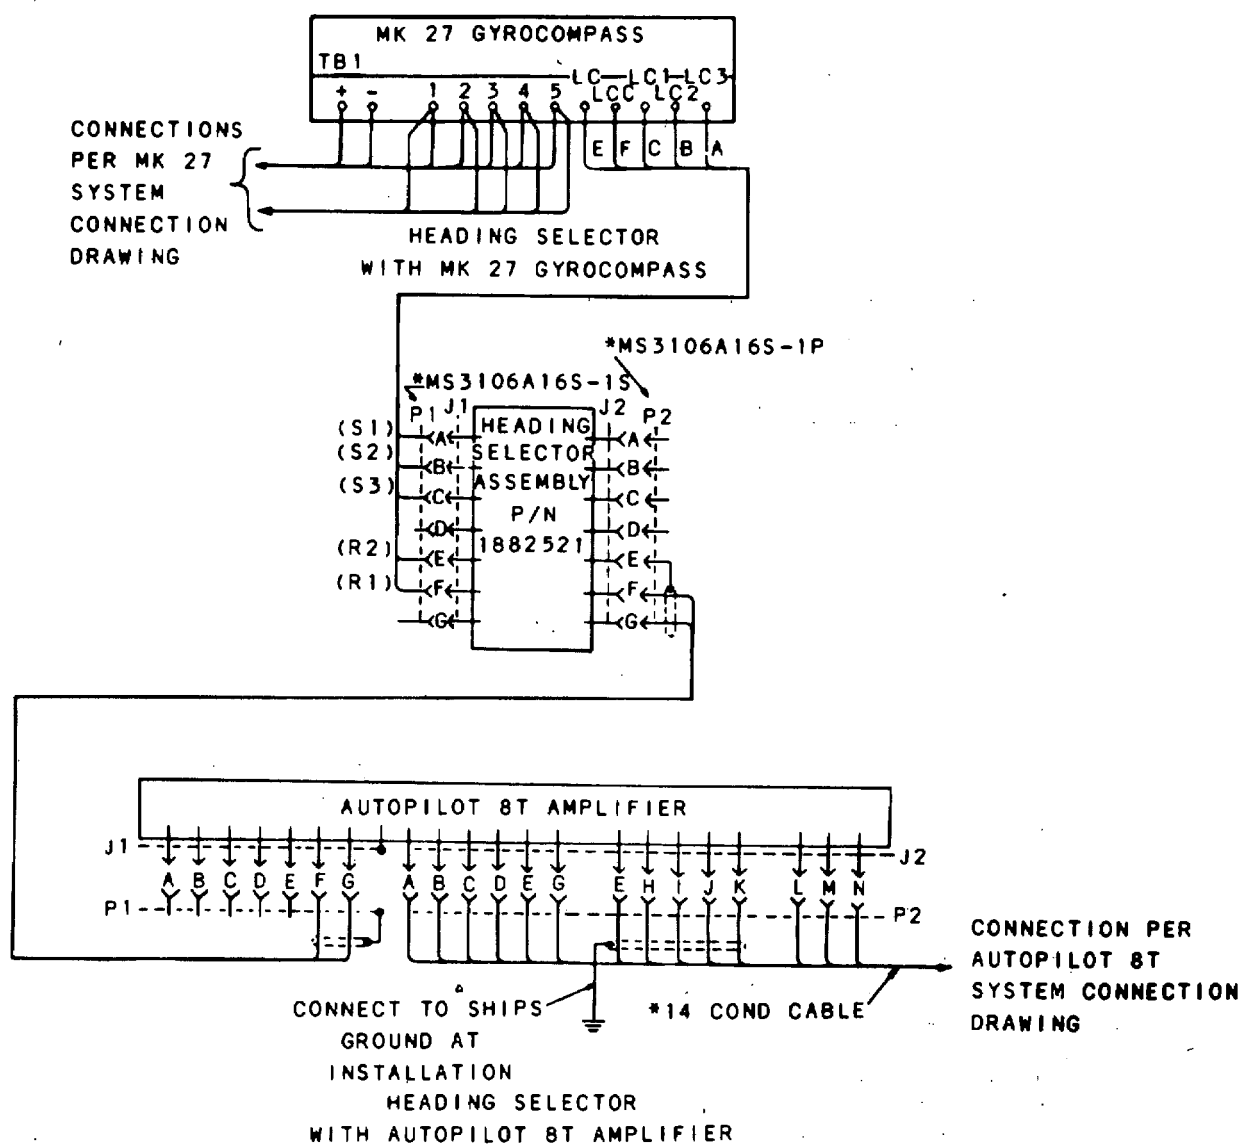 MK 27 GYROCOMPASS
TB1
LC LC1 LC3
LCC LC2
+ - 1 2 3 4 5
E F C B A
CONNECTIONS
PER MK 27
SYSTEM
CONNECTION
DRAWING
HEADING SELECTOR
WITH MK 27 GYROCOMPASS
*MS3106A16S-1P
*MS3106A16S-1S
P1 J1 J2 P2
HEADING
SELECTOR
ASSEMBLY
P/N
1882521
(S1) A A
(S2) B B
(S3) C C
D D
(R2) E E
(R1) F F
G G
AUTOPILOT 8T AMPLIFIER
J1 J2
A B C D E F G A B C D E G E H I J K L M N
P1 P2
CONNECTION PER
AUTOPILOT 8T
SYSTEM CONNECTION
DRAWING
*14 COND CABLE
CONNECT TO SHIPS
GROUND AT
INSTALLATION
HEADING SELECTOR
WITH AUTOPILOT 8T AMPLIFIER